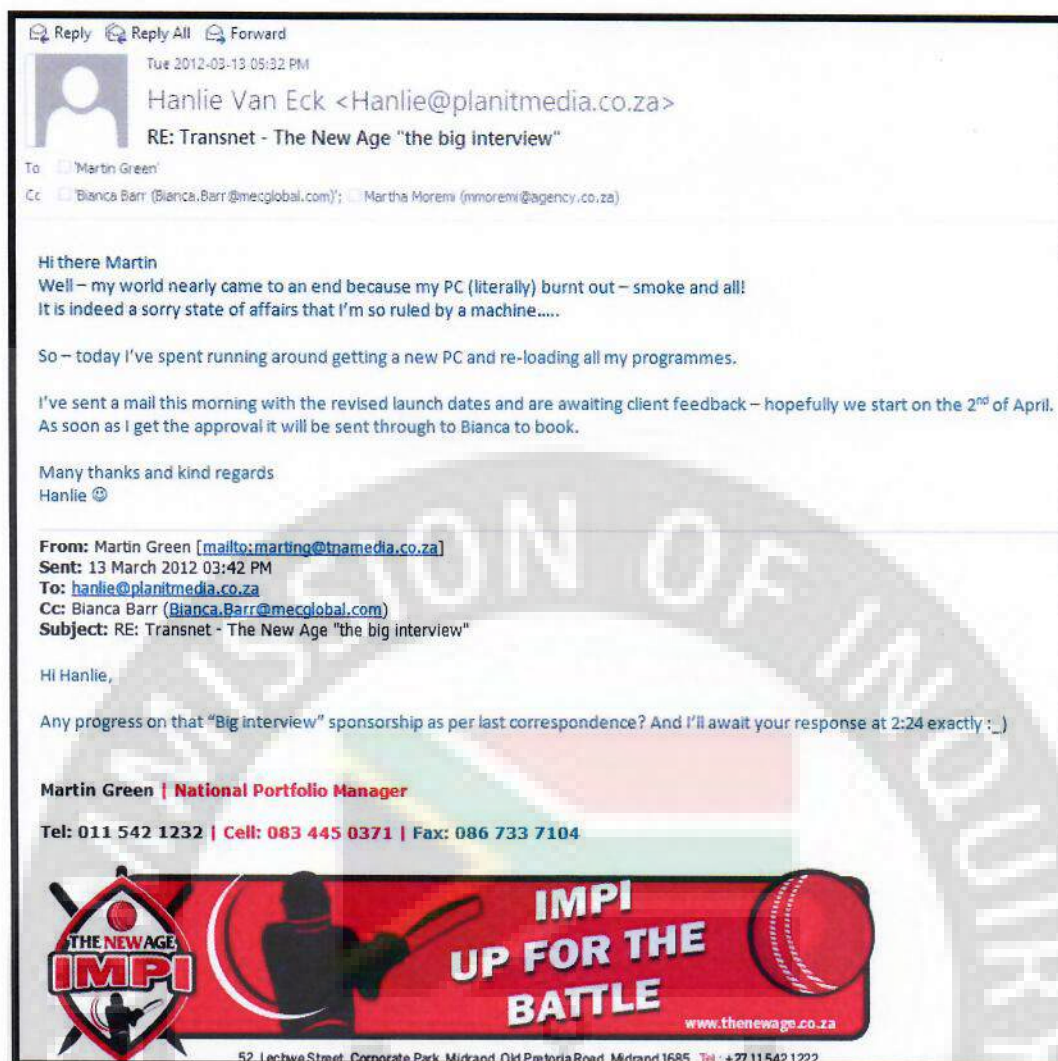 Reply Reply All Forward
Tue 2012-03-13 05:32 PM
Hanlie Van Eck <Hanlie@planitmedia.co.za>
RE: Transnet - The New Age "the big interview"
To 'Martin Green'
Cc 'Bianca Barr (Bianca.Barr@mecglobal.com)'; Martha Moremi (mmoremi@agency.co.za)
Hi there Martin
Well – my world nearly came to an end because my PC (literally) burnt out – smoke and all!
It is indeed a sorry state of affairs that I'm so ruled by a machine.....
So – today I've spent running around getting a new PC and re-loading all my programmes.
I've sent a mail this morning with the revised launch dates and are awaiting client feedback – hopefully we start on the 2nd of April.
As soon as I get the approval it will be sent through to Bianca to book.
Many thanks and kind regards
Hanlie ☺
From: Martin Green [mailto:marting@tnamedia.co.za]
Sent: 13 March 2012 03:42 PM
To: hanlie@planitmedia.co.za
Cc: Bianca Barr (Bianca.Barr@mecglobal.com)
Subject: RE: Transnet - The New Age "the big interview"
Hi Hanlie,
Any progress on that "Big interview" sponsorship as per last correspondence? And I'll await your response at 2:24 exactly :_)
Martin Green | National Portfolio Manager
Tel: 011 542 1232 | Cell: 083 445 0371 | Fax: 086 733 7104
THE NEW AGE
IMPI
IMPI
UP FOR THE
BATTLE
www.thenewage.co.za
52 Lechwe Street, Corporate Park, Midrand, Old Pretoria Road, Midrand 1685 Tel : +27 11 542 1222
MMISSION OF INQUIRY